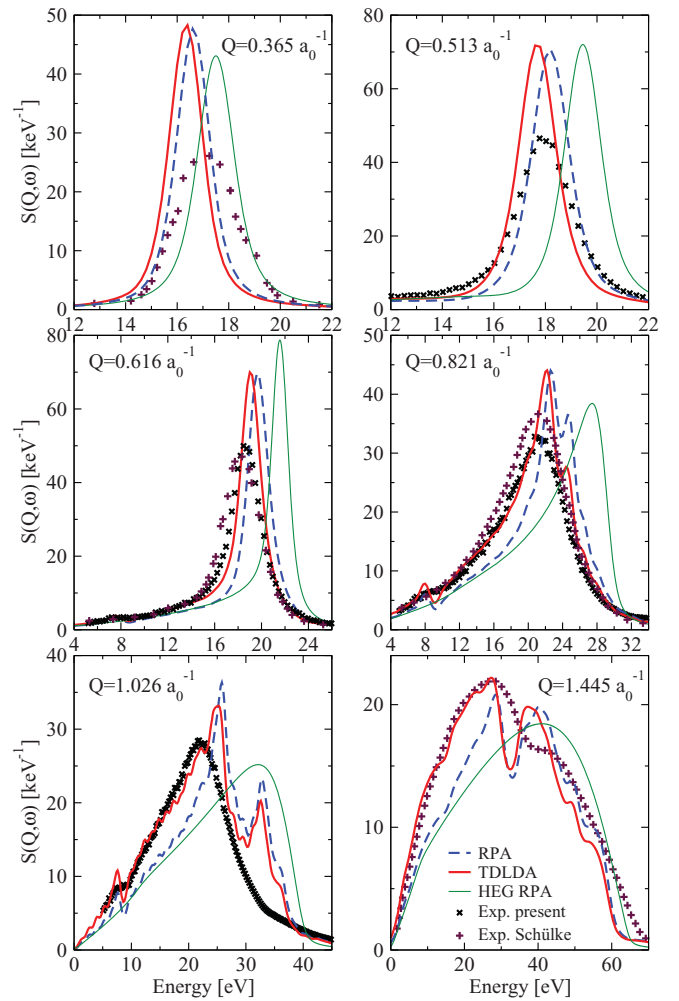 Q=0.365 a₀⁻¹
S(Q,ω) [keV⁻¹]
50
40
30
20
10
0
12 14 16 18 20 22
Q=0.513 a₀⁻¹
80
60
40
20
0
12 14 16 18 20 22
Q=0.616 a₀⁻¹
S(Q,ω) [keV⁻¹]
80
60
40
20
0
4 8 12 16 20 24
Q=0.821 a₀⁻¹
50
40
30
20
10
0
4 8 12 16 20 24 28 32
Q=1.026 a₀⁻¹
S(Q,ω) [keV⁻¹]
40
30
20
10
0
0 10 20 30 40
Energy [eV]
Q=1.445 a₀⁻¹
20
10
0
0 20 40 60
Energy [eV]
RPA
TDLDA
HEG RPA
Exp. present
Exp. Schülke